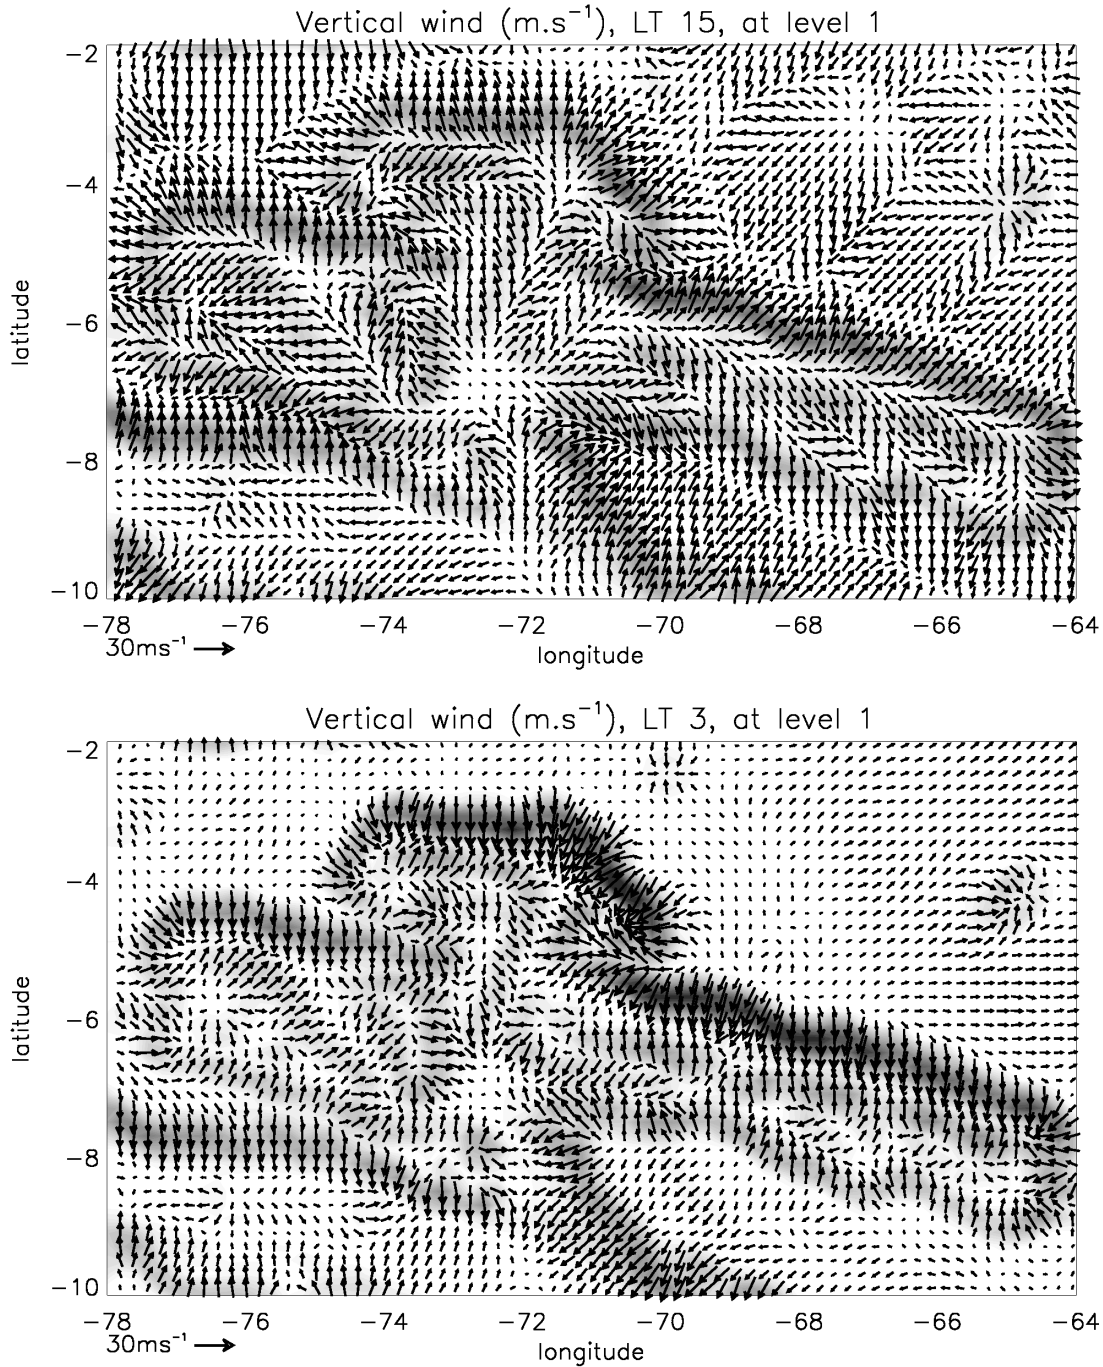 Vertical wind (m.s⁻¹), LT 15, at level 1
−2
−4
−6
−8
−10
latitude
−78 −76 −74 −72 −70 −68 −66 −64
30ms⁻¹
longitude
Vertical wind (m.s⁻¹), LT 3, at level 1
−2
−4
−6
−8
−10
latitude
−78 −76 −74 −72 −70 −68 −66 −64
30ms⁻¹
longitude